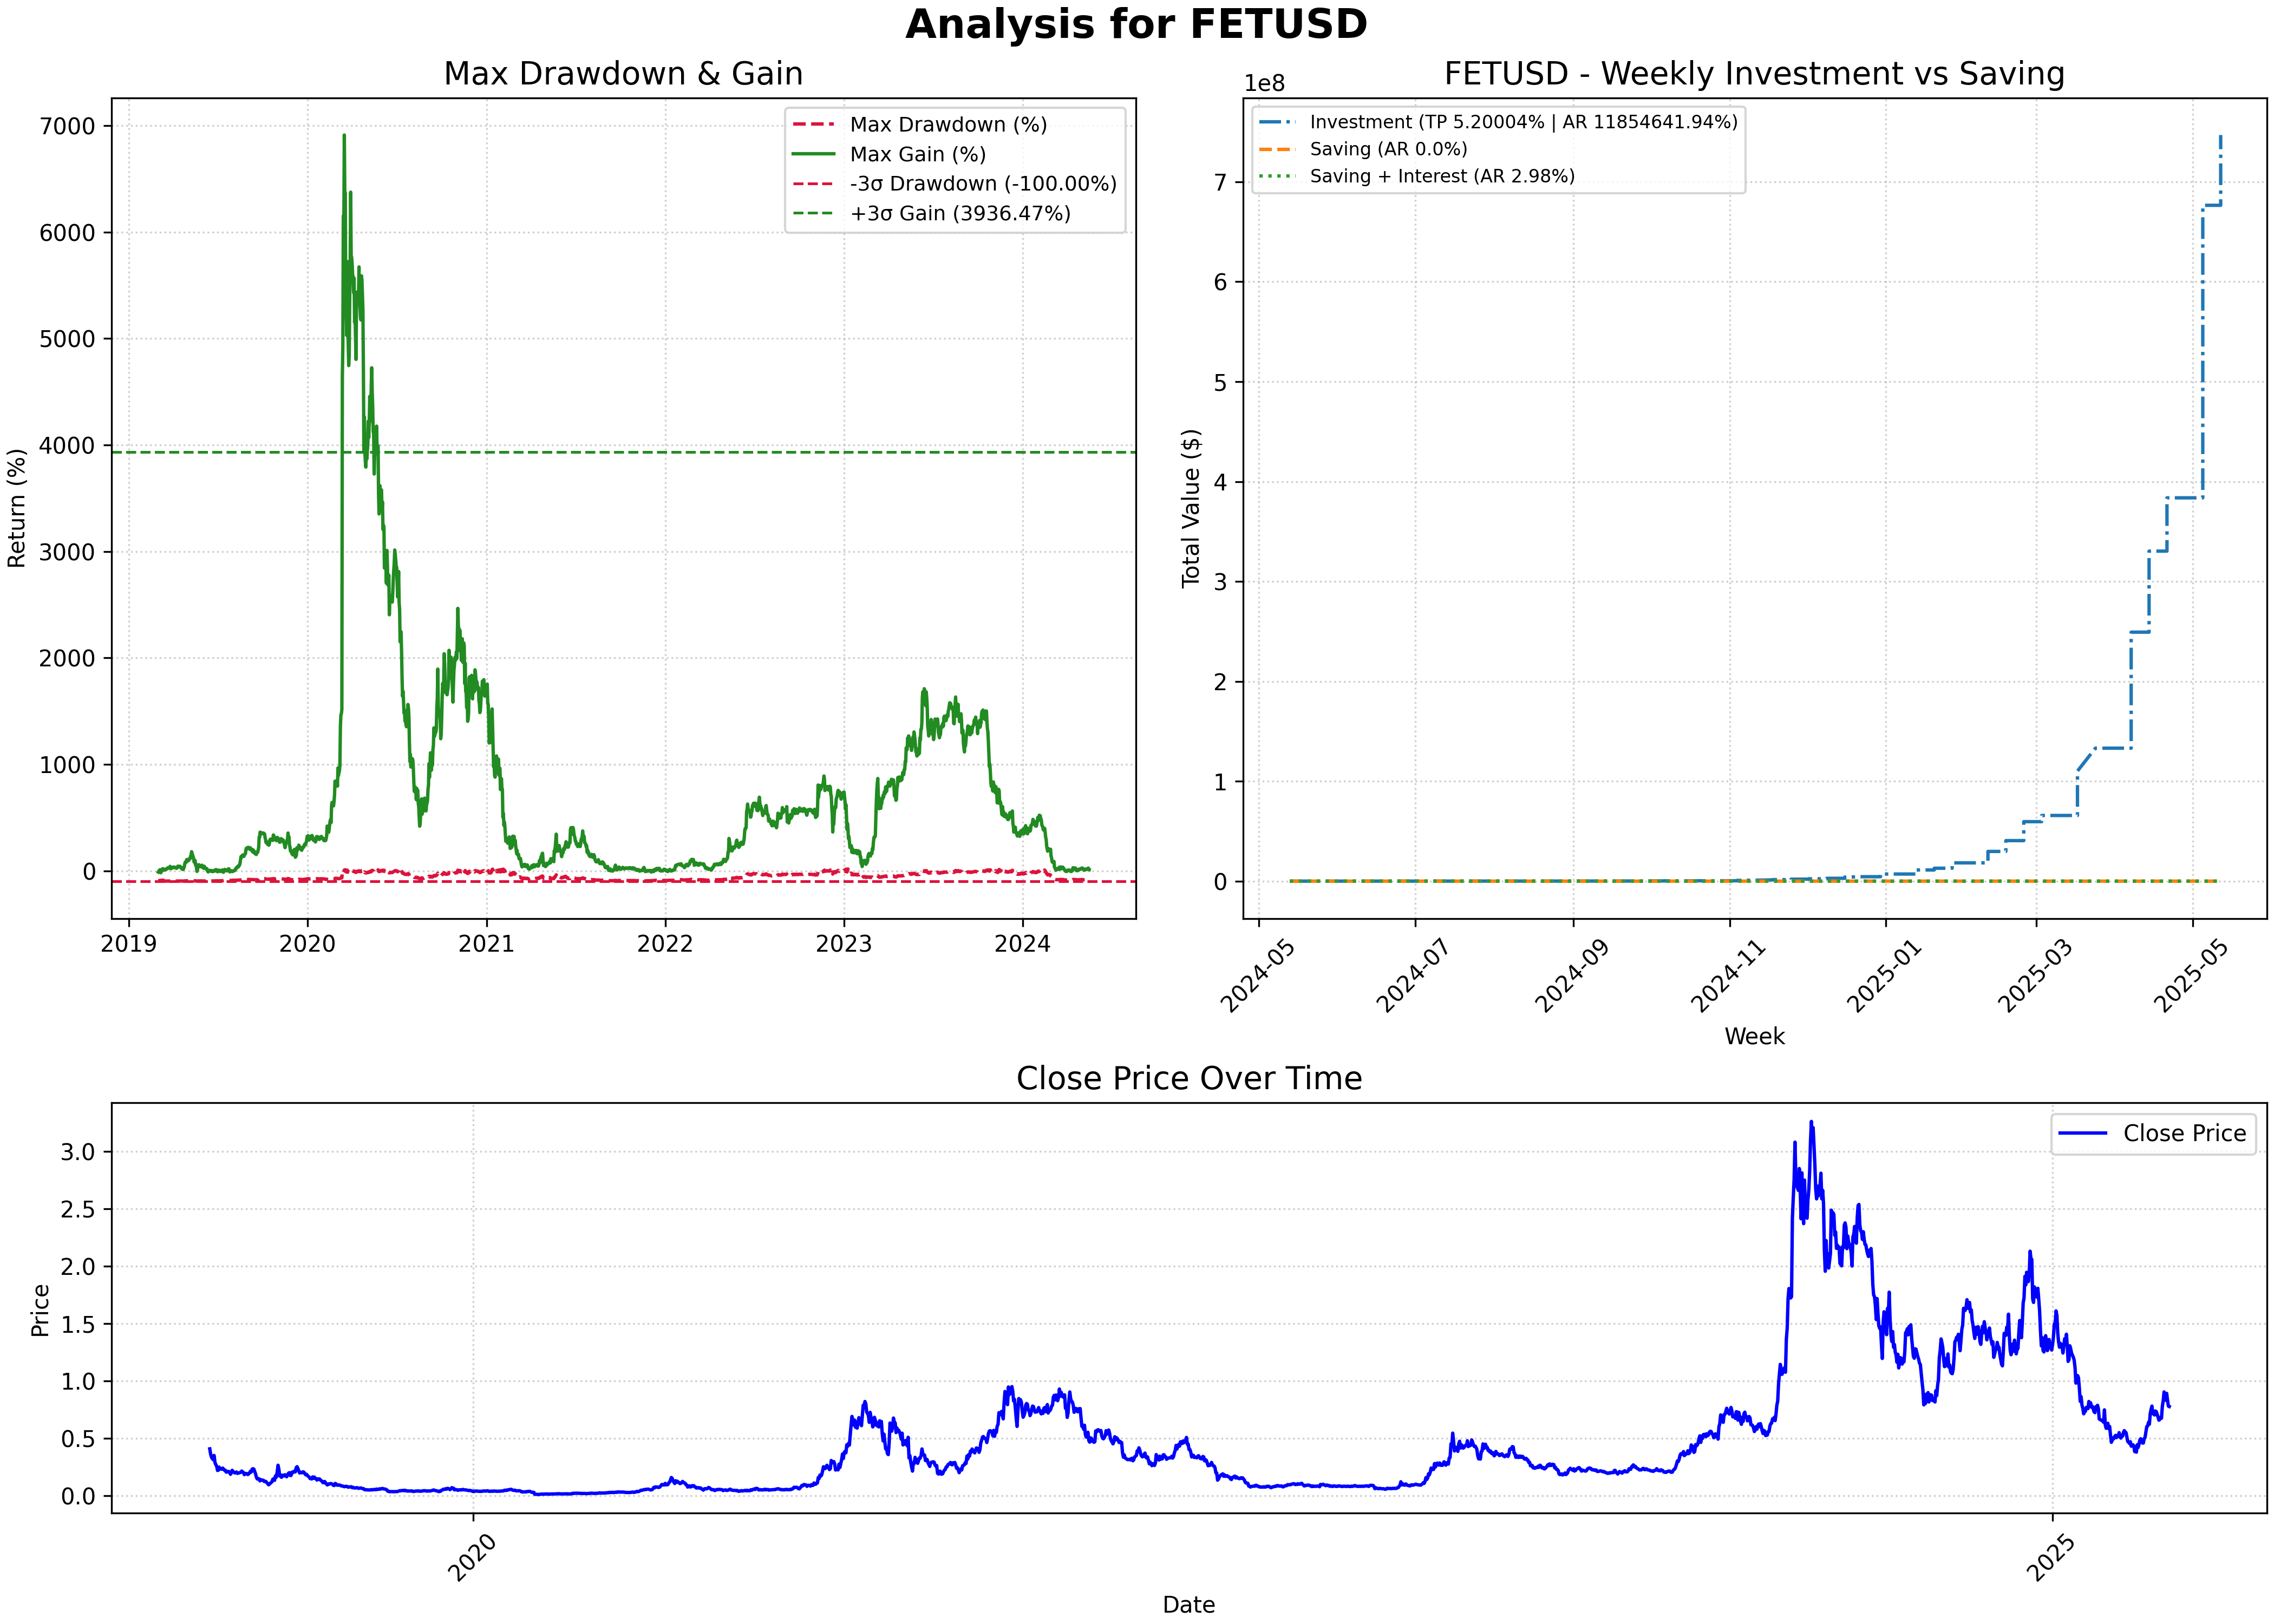 Analysis for FETUSD
Max Drawdown & Gain
Return (%)
7000
6000
5000
4000
3000
2000
1000
0
2019
2020
2021
2022
2023
2024
Max Drawdown (%)
Max Gain (%)
-3σ Drawdown (-100.00%)
+3σ Gain (3936.47%)
FETUSD - Weekly Investment vs Saving
1e8
Total Value ($)
7
6
5
4
3
2
1
0
Investment (TP 5.20004% | AR 11854641.94%)
Saving (AR 0.0%)
Saving + Interest (AR 2.98%)
2024-05
2024-07
2024-09
2024-11
2025-01
2025-03
2025-05
Week
Close Price Over Time
Price
3.0
2.5
2.0
1.5
1.0
0.5
0.0
Close Price
2020
2025
Date